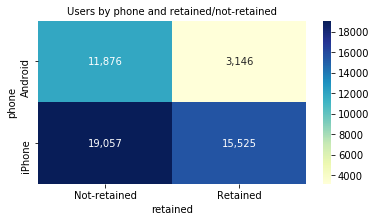 Users by phone and retained/not-retained
phone
Android
11,876
3,146
iPhone
19,057
15,525
Not-retained
Retained
retained
18000
16000
14000
12000
10000
8000
6000
4000